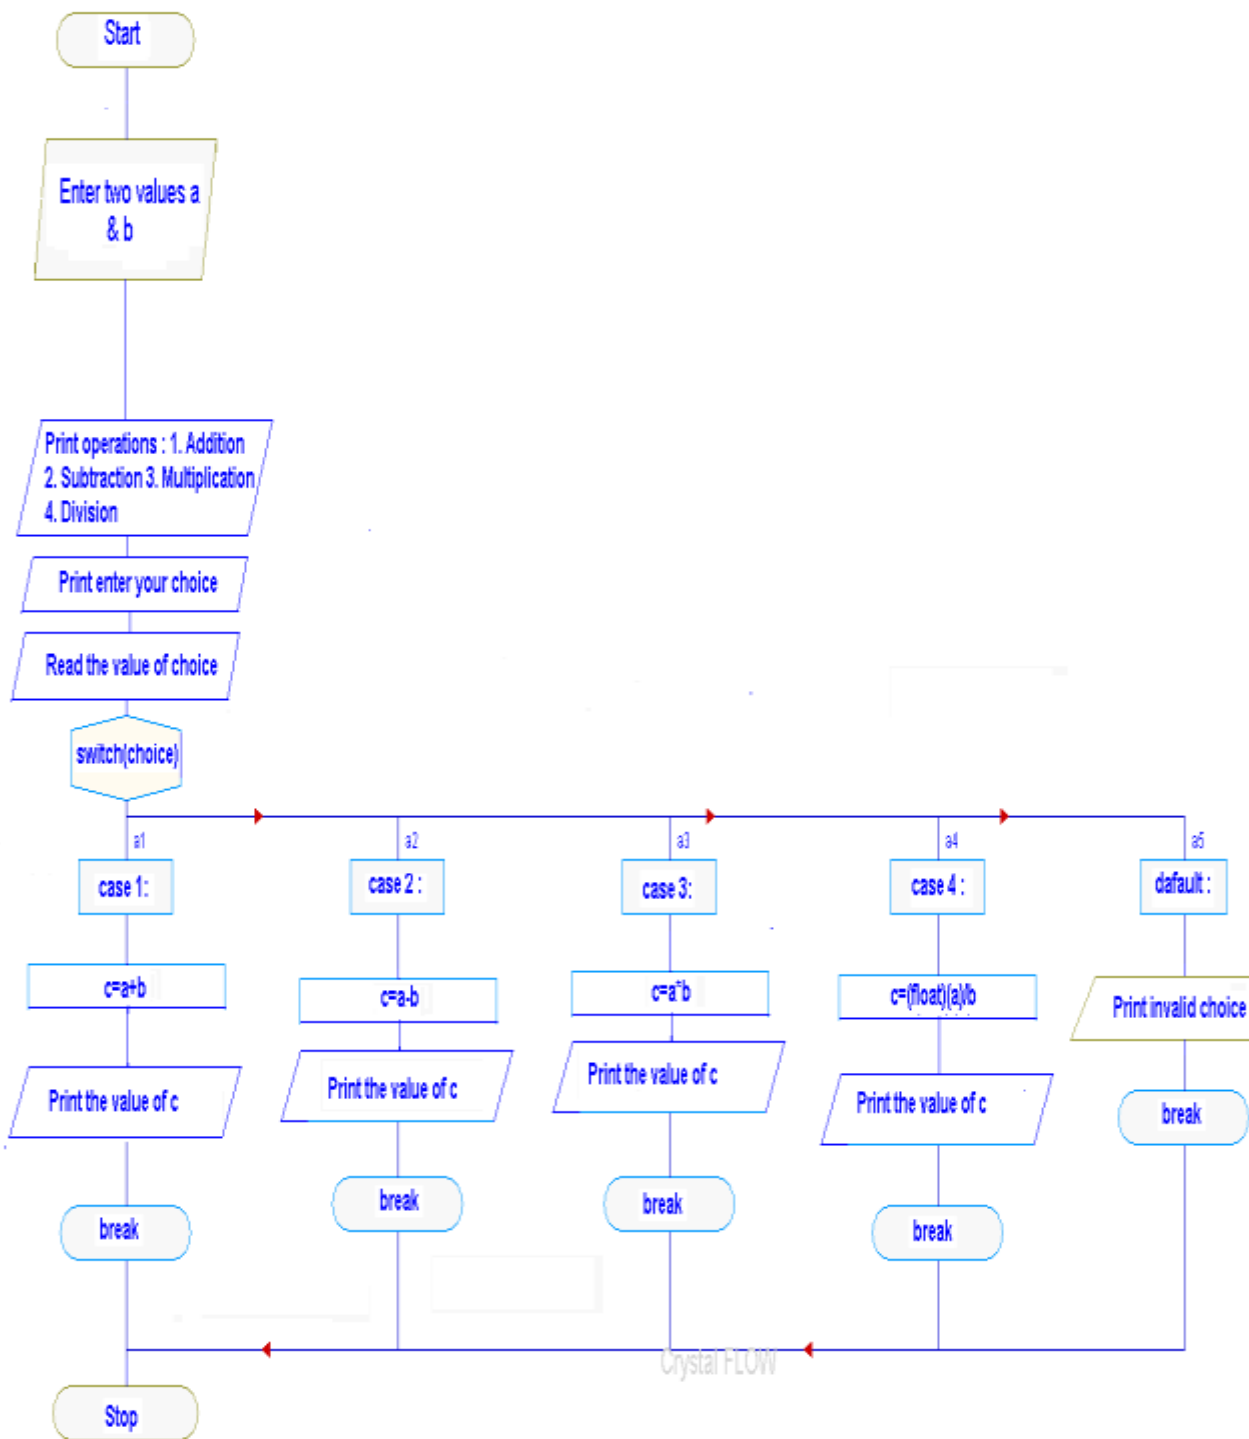 Start
Enter two values a
& b
Print operations : 1. Addition
2. Subtraction 3. Multiplication
4. Division
Print enter your choice
Read the value of choice
switch(choice)
a1
case 1:
c=a+b
Print the value of c
break
a2
case 2 :
c=a-b
Print the value of c
break
a3
case 3:
c=a*b
Print the value of c
break
a4
case 4 :
c=(float)(a)/b
Print the value of c
break
a5
dafault :
Print invalid choice
break
Crystal FLOW
Stop